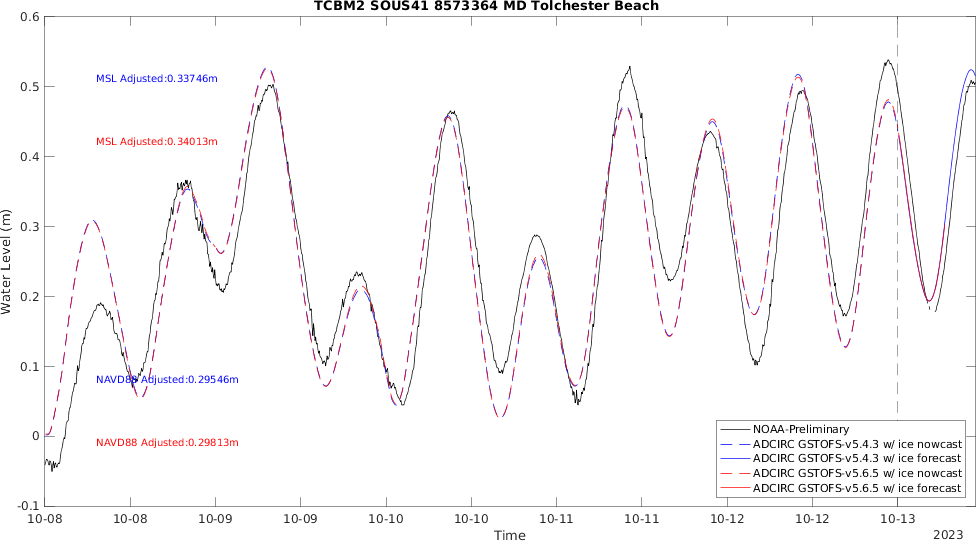 TCBM2 SOUS41 8573364 MD Tolchester Beach
0.6
0.5
0.4
0.3
0.2
0.1
0
-0.1
Water Level (m)
MSL Adjusted:0.33746m
MSL Adjusted:0.34013m
NAVD88 Adjusted:0.29546m
NAVD88 Adjusted:0.29813m
NOAA-Preliminary
ADCIRC GSTOFS-v5.4.3 w/ ice nowcast
ADCIRC GSTOFS-v5.4.3 w/ ice forecast
ADCIRC GSTOFS-v5.6.5 w/ ice nowcast
ADCIRC GSTOFS-v5.6.5 w/ ice forecast
10-08 10-08 10-09 10-09 10-10 10-10 10-11 10-11 10-12 10-12 10-13
Time
2023